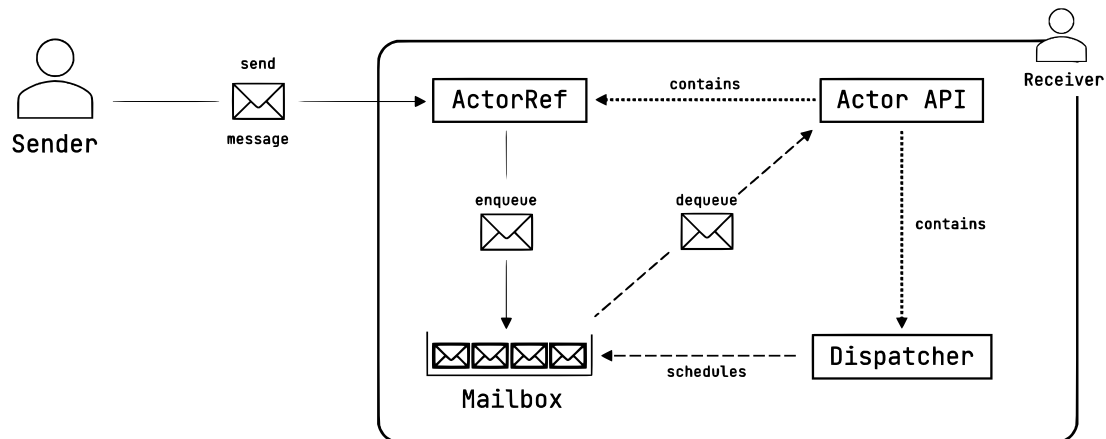 send
Receiver
contains
ActorRef
Actor API
Sender
message
enqueue
dequeue
contains
Dispatcher
schedules
Mailbox